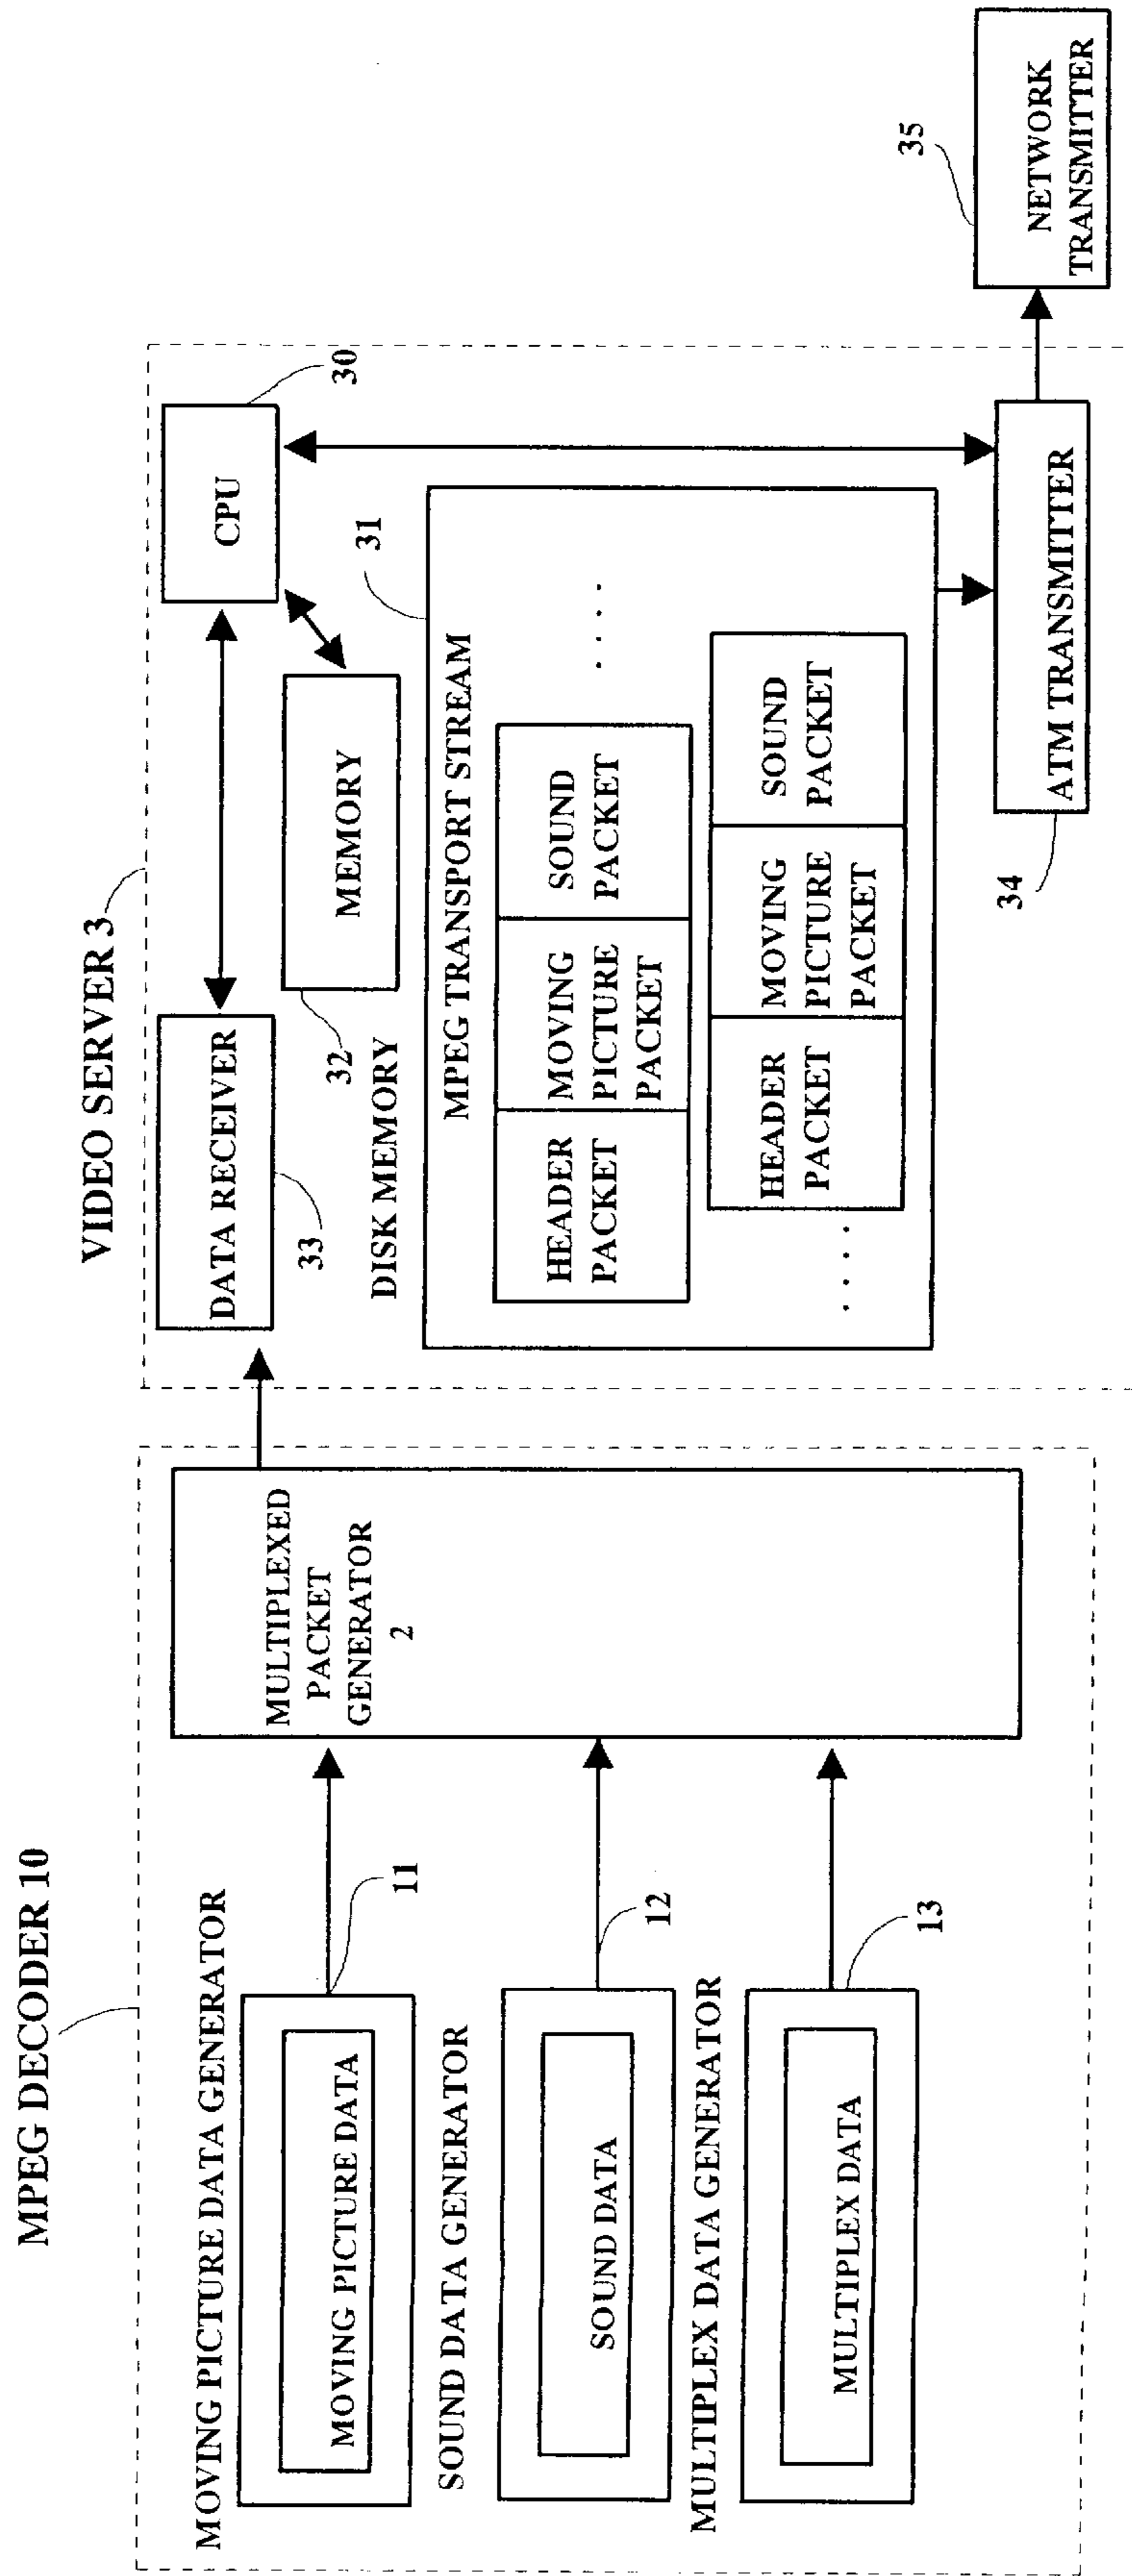 MPEG DECODER 10
MOVING PICTURE DATA GENERATOR
MOVING PICTURE DATA
11
SOUND DATA GENERATOR
SOUND DATA
12
MULTIPLEX DATA GENERATOR
MULTIPLEX DATA
13
MULTIPLEXED
PACKET
GENERATOR
2
VIDEO SERVER 3
DATA RECEIVER
33
CPU
30
MEMORY
32
DISK MEMORY
31
MPEG TRANSPORT STREAM
HEADER
PACKET
MOVING
PICTURE
PACKET
SOUND
PACKET
. . . .
. . . .
HEADER
PACKET
MOVING
PICTURE
PACKET
SOUND
PACKET
ATM TRANSMITTER
34
NETWORK
TRANSMITTER
35